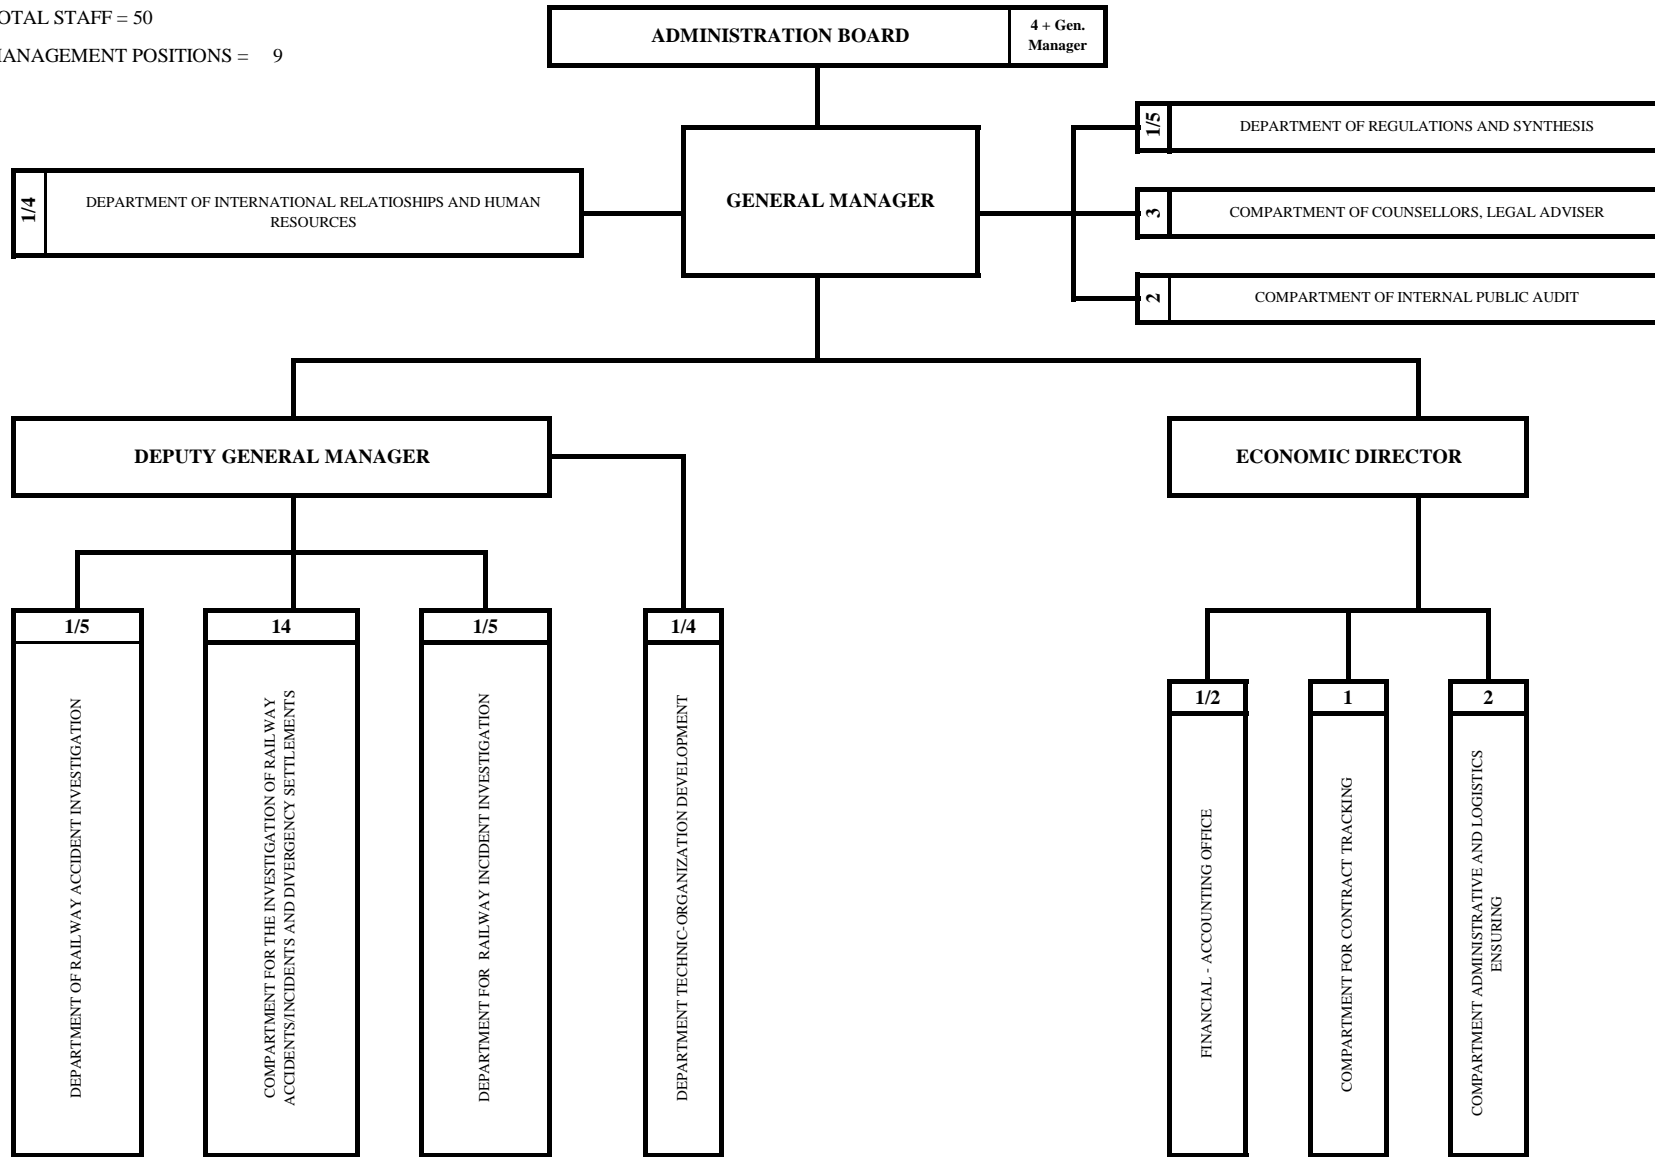 OTAL STAFF = 50
MANAGEMENT POSITIONS = 9
ADMINISTRATION BOARD
4 + Gen.
Manager
1/5
DEPARTMENT OF REGULATIONS AND SYNTHESIS
1/4
DEPARTMENT OF INTERNATIONAL RELATIOSHIPS AND HUMAN
RESOURCES
GENERAL MANAGER
3
COMPARTMENT OF COUNSELLORS, LEGAL ADVISER
2
COMPARTMENT OF INTERNAL PUBLIC AUDIT
DEPUTY GENERAL MANAGER
ECONOMIC DIRECTOR
1/5
DEPARTMENT OF RAILWAY ACCIDENT INVESTIGATION
14
COMPARTMENT FOR THE INVESTIGATION OF RAILWAY
ACCIDENTS/INCIDENTS AND DIVERGENCY SETTLEMENTS
1/5
DEPARTMENT FOR RAILWAY INCIDENT INVESTIGATION
1/4
DEPARTMENT TECHNIC-ORGANIZATION DEVELOPMENT
1/2
FINANCIAL - ACCOUNTING OFFICE
1
COMPARTMENT FOR CONTRACT TRACKING
2
COMPARTMENT ADMINISTRATIVE AND LOGISTICS
ENSURING